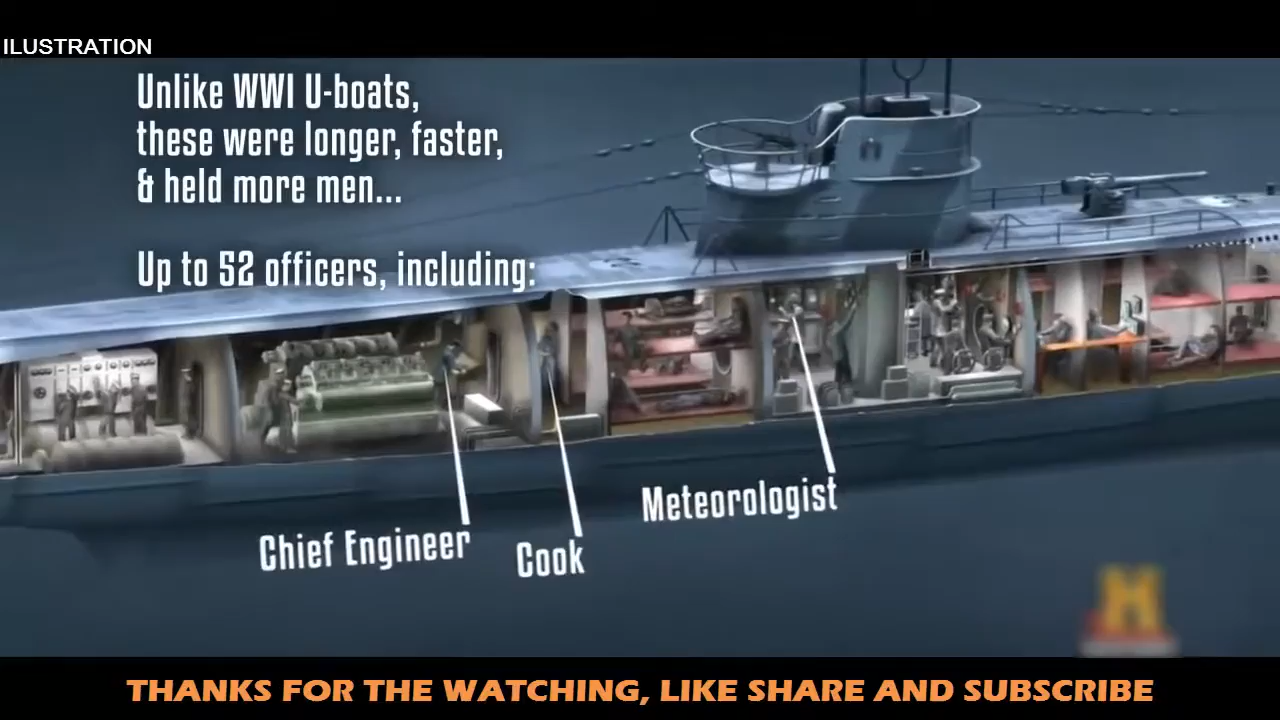 ILUSTRATION
Unlike WWI U-boats,
these were longer, faster,
& held more men...
Up to 52 officers, including:
Meteorologist
Chief Engineer
Cook
H
THANKS FOR THE WATCHING, LIKE SHARE AND SUBSCRIBE